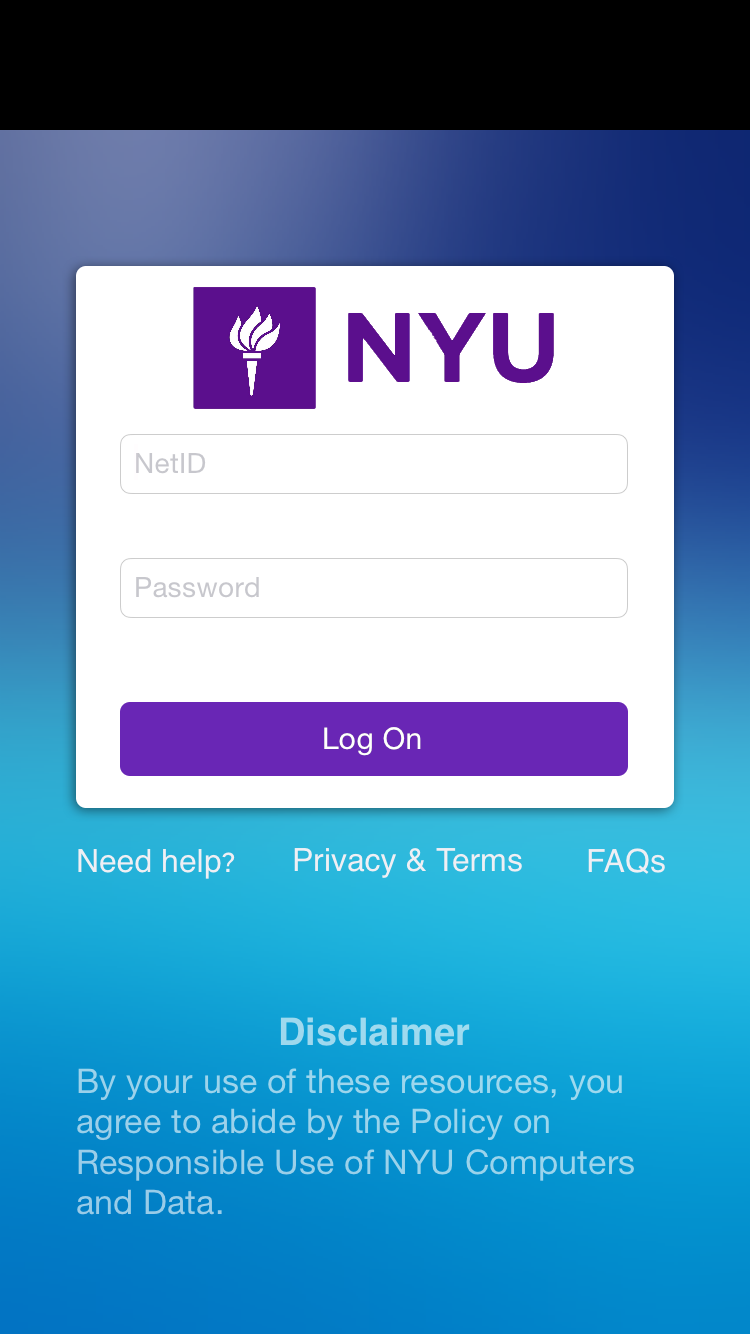 NYU
NetID
Password
Log On
Need help?
Privacy & Terms
FAQs
Disclaimer
By your use of these resources, you
agree to abide by the Policy on
Responsible Use of NYU Computers
and Data.